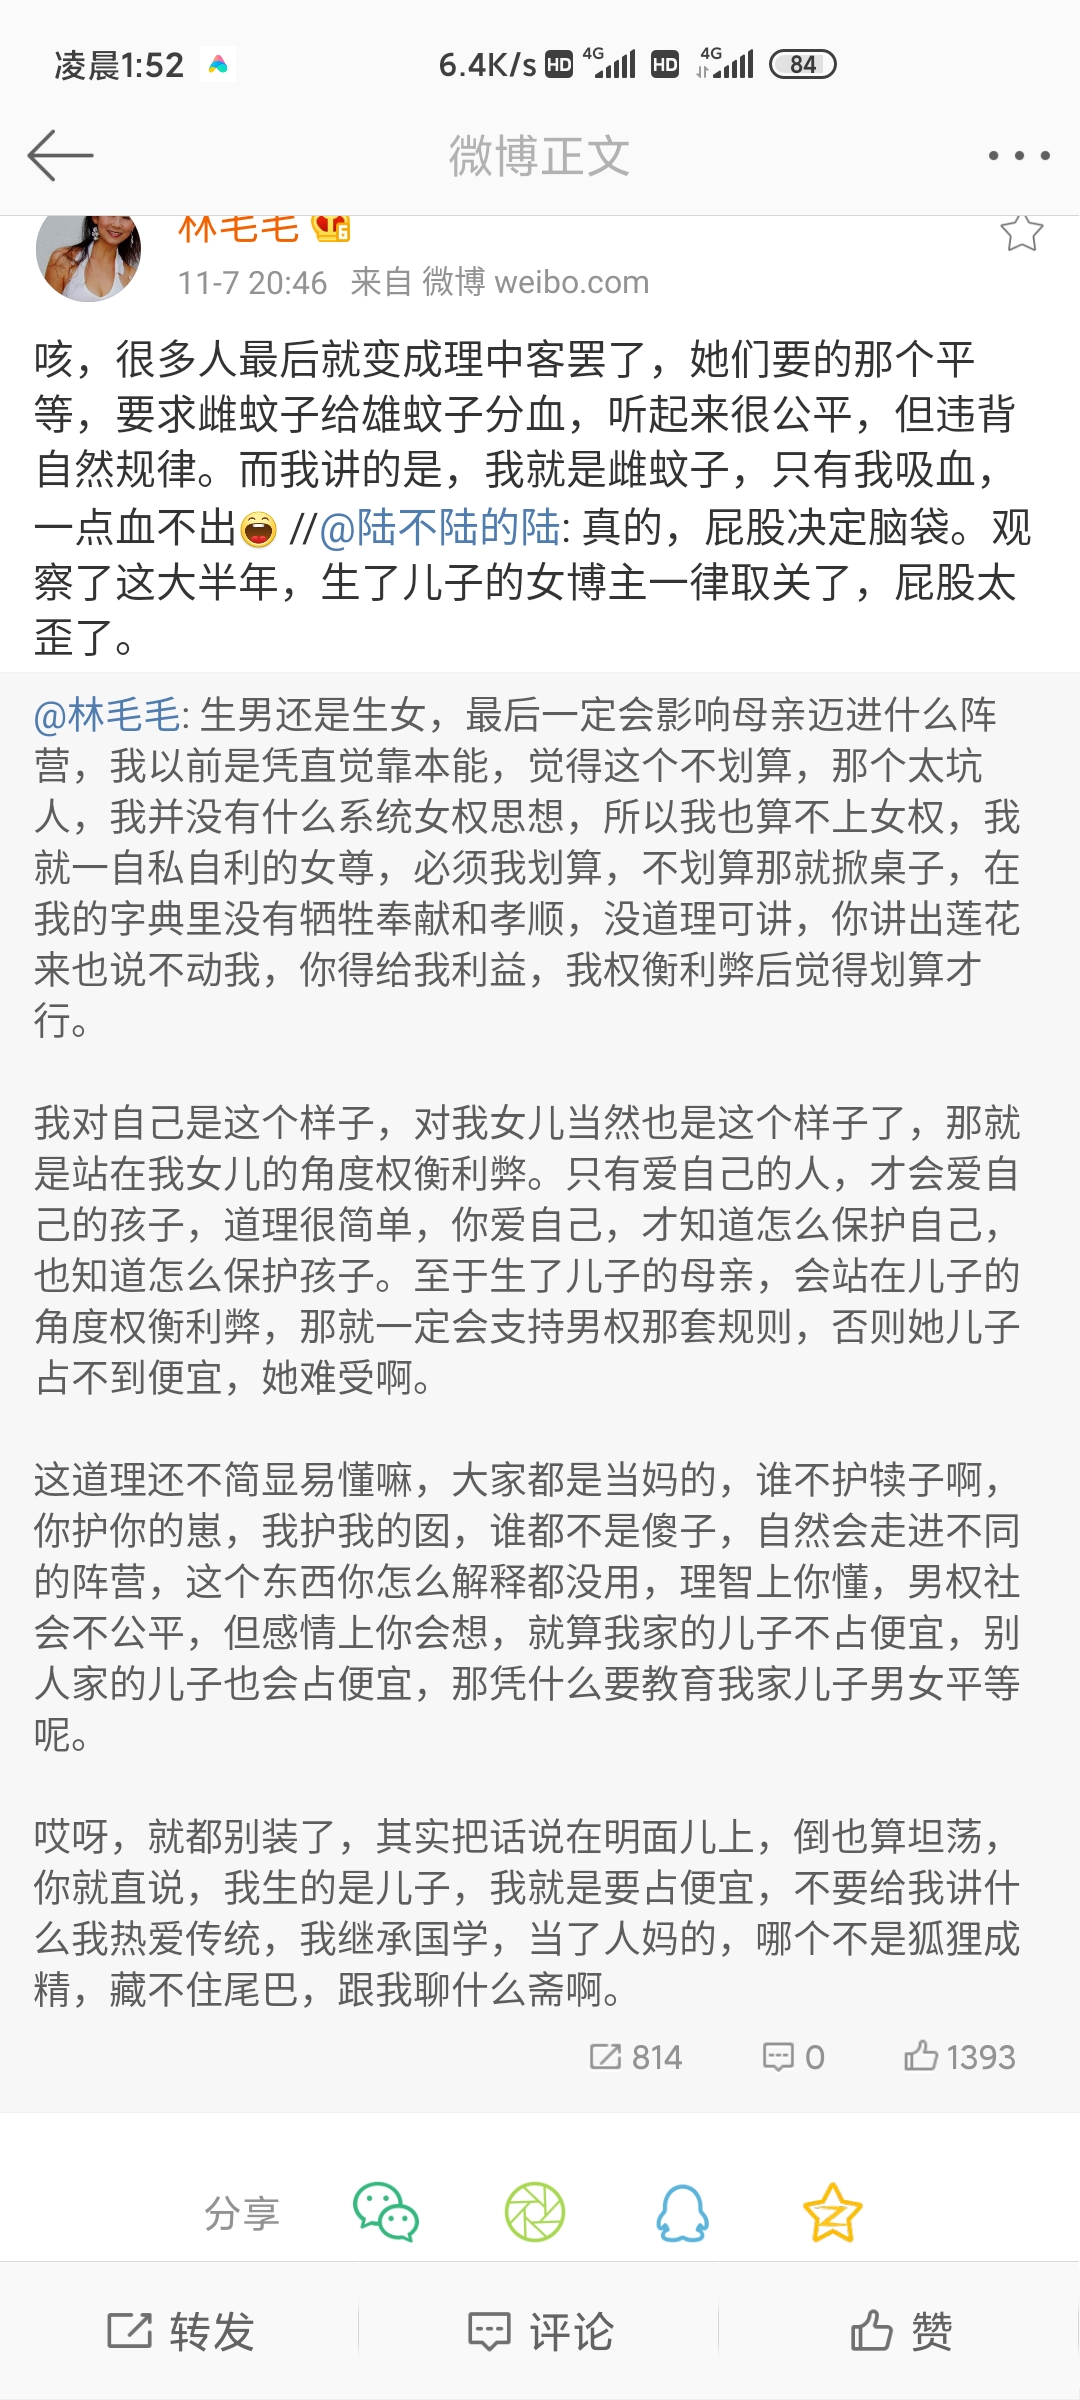 凌晨1:52
6.4K/s HD 4G HD 4G 84
微博正文
林毛毛 6
11-7 20:46 来自 微博 weibo.com
咳，很多人最后就变成理中客罢了，她们要的那个平
等，要求雌蚊子给雄蚊子分血，听起来很公平，但违背
自然规律。而我讲的是，我就是雌蚊子，只有我吸血，
一点血不出😄 //@陆不陆的陆: 真的，屁股决定脑袋。观
察了这大半年，生了儿子的女博主一律取关了，屁股太
歪了。
@林毛毛: 生男还是生女，最后一定会影响母亲迈进什么阵
营，我以前是凭直觉靠本能，觉得这个不划算，那个太坑
人，我并没有什么系统女权思想，所以我也算不上女权，我
就一自私自利的女尊，必须我划算，不划算那就掀桌子，在
我的字典里没有牺牲奉献和孝顺，没道理可讲，你讲出莲花
来也说不动我，你得给我利益，我权衡利弊后觉得划算才
行。
我对自己是这个样子，对我女儿当然也是这个样子了，那就
是站在我女儿的角度权衡利弊。只有爱自己的人，才会爱自
己的孩子，道理很简单，你爱自己，才知道怎么保护自己，
也知道怎么保护孩子。至于生了儿子的母亲，会站在儿子的
角度权衡利弊，那就一定会支持男权那套规则，否则她儿子
占不到便宜，她难受啊。
这道理还不简显易懂嘛，大家都是当妈的，谁不护犊子啊，
你护你的崽，我护我的囡，谁都不是傻子，自然会走进不同
的阵营，这个东西你怎么解释都没用，理智上你懂，男权社
会不公平，但感情上你会想，就算我家的儿子不占便宜，别
人家的儿子也会占便宜，那凭什么要教育我家儿子男女平等
呢。
哎呀，就都别装了，其实把话说在明面儿上，倒也算坦荡，
你就直说，我生的是儿子，我就是要占便宜，不要给我讲什
么我热爱传统，我继承国学，当了人妈的，哪个不是狐狸成
精，藏不住尾巴，跟我聊什么斋啊。
814 0 1393
分享
转发 评论 赞